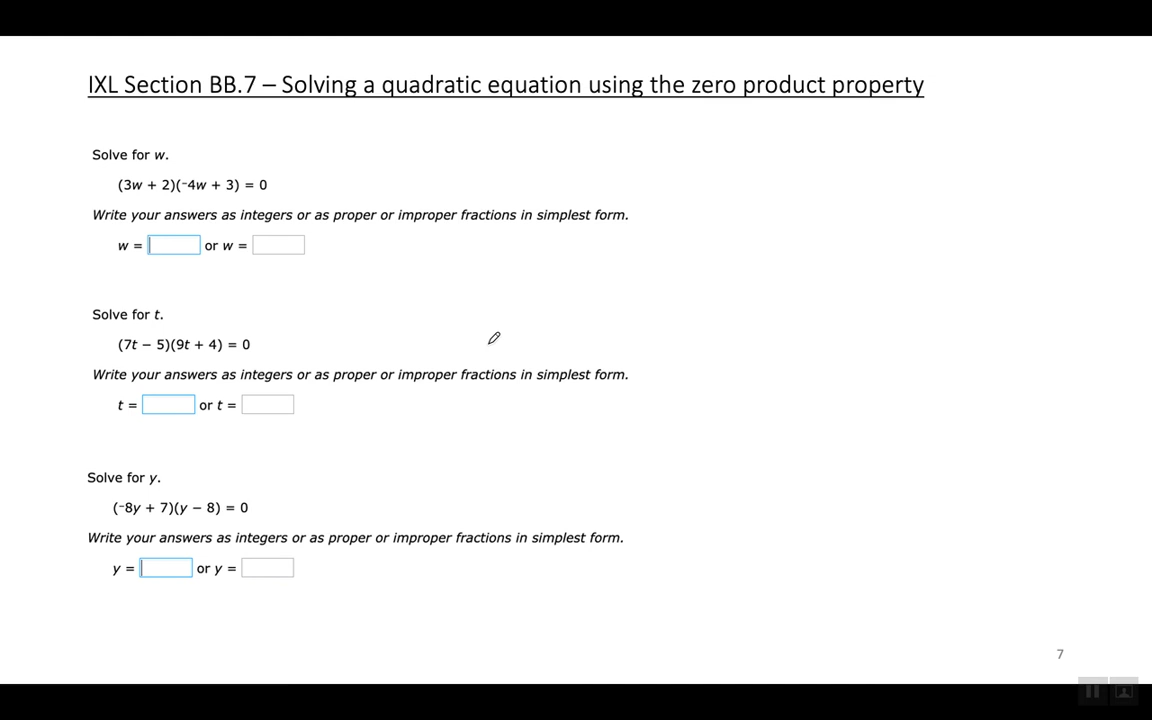 IXL Section BB.7 – Solving a quadratic equation using the zero product property
Solve for w.
(3w + 2)(⁻4w + 3) = 0
Write your answers as integers or as proper or improper fractions in simplest form.
w = or w =
Solve for t.
(7t − 5)(9t + 4) = 0
Write your answers as integers or as proper or improper fractions in simplest form.
t = or t =
Solve for y.
(⁻8y + 7)(y − 8) = 0
Write your answers as integers or as proper or improper fractions in simplest form.
y = or y =
7